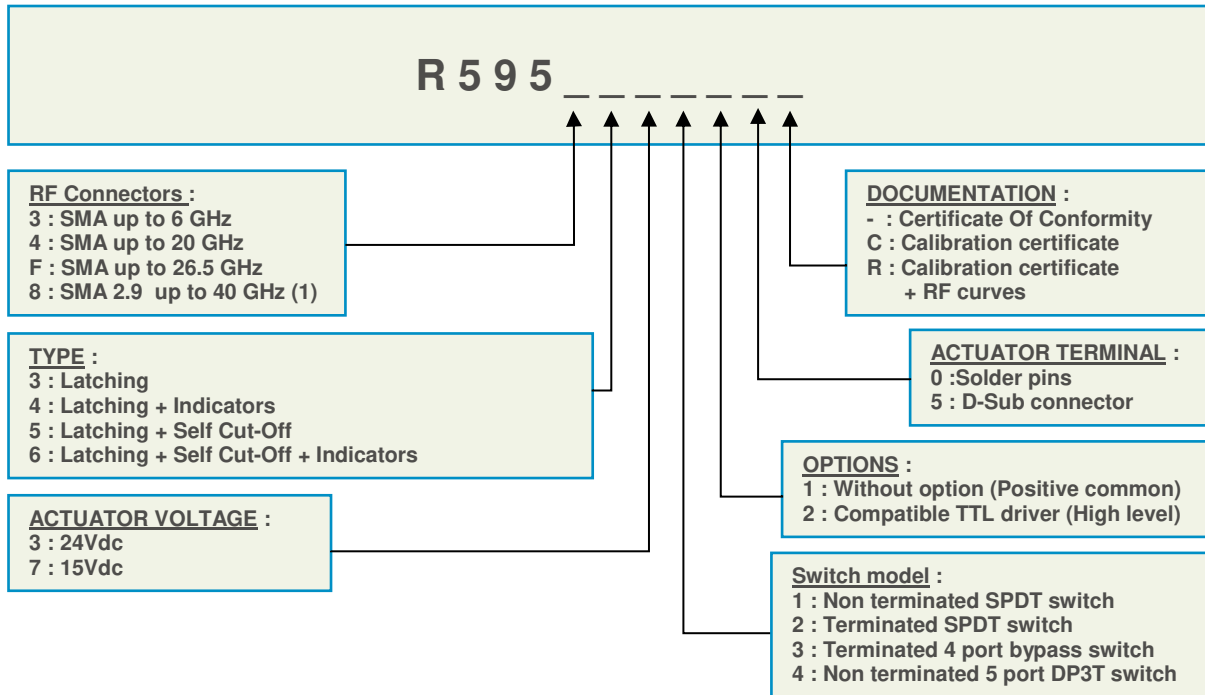 R 5 9 5 _ _ _ _ _ _ _
RF Connectors :
3 : SMA up to 6 GHz
4 : SMA up to 20 GHz
F : SMA up to 26.5 GHz
8 : SMA 2.9 up to 40 GHz (1)
TYPE :
3 : Latching
4 : Latching + Indicators
5 : Latching + Self Cut-Off
6 : Latching + Self Cut-Off + Indicators
ACTUATOR VOLTAGE :
3 : 24Vdc
7 : 15Vdc
DOCUMENTATION :
- : Certificate Of Conformity
C : Calibration certificate
R : Calibration certificate
+ RF curves
ACTUATOR TERMINAL :
0 :Solder pins
5 : D-Sub connector
OPTIONS :
1 : Without option (Positive common)
2 : Compatible TTL driver (High level)
Switch model :
1 : Non terminated SPDT switch
2 : Terminated SPDT switch
3 : Terminated 4 port bypass switch
4 : Non terminated 5 port DP3T switch